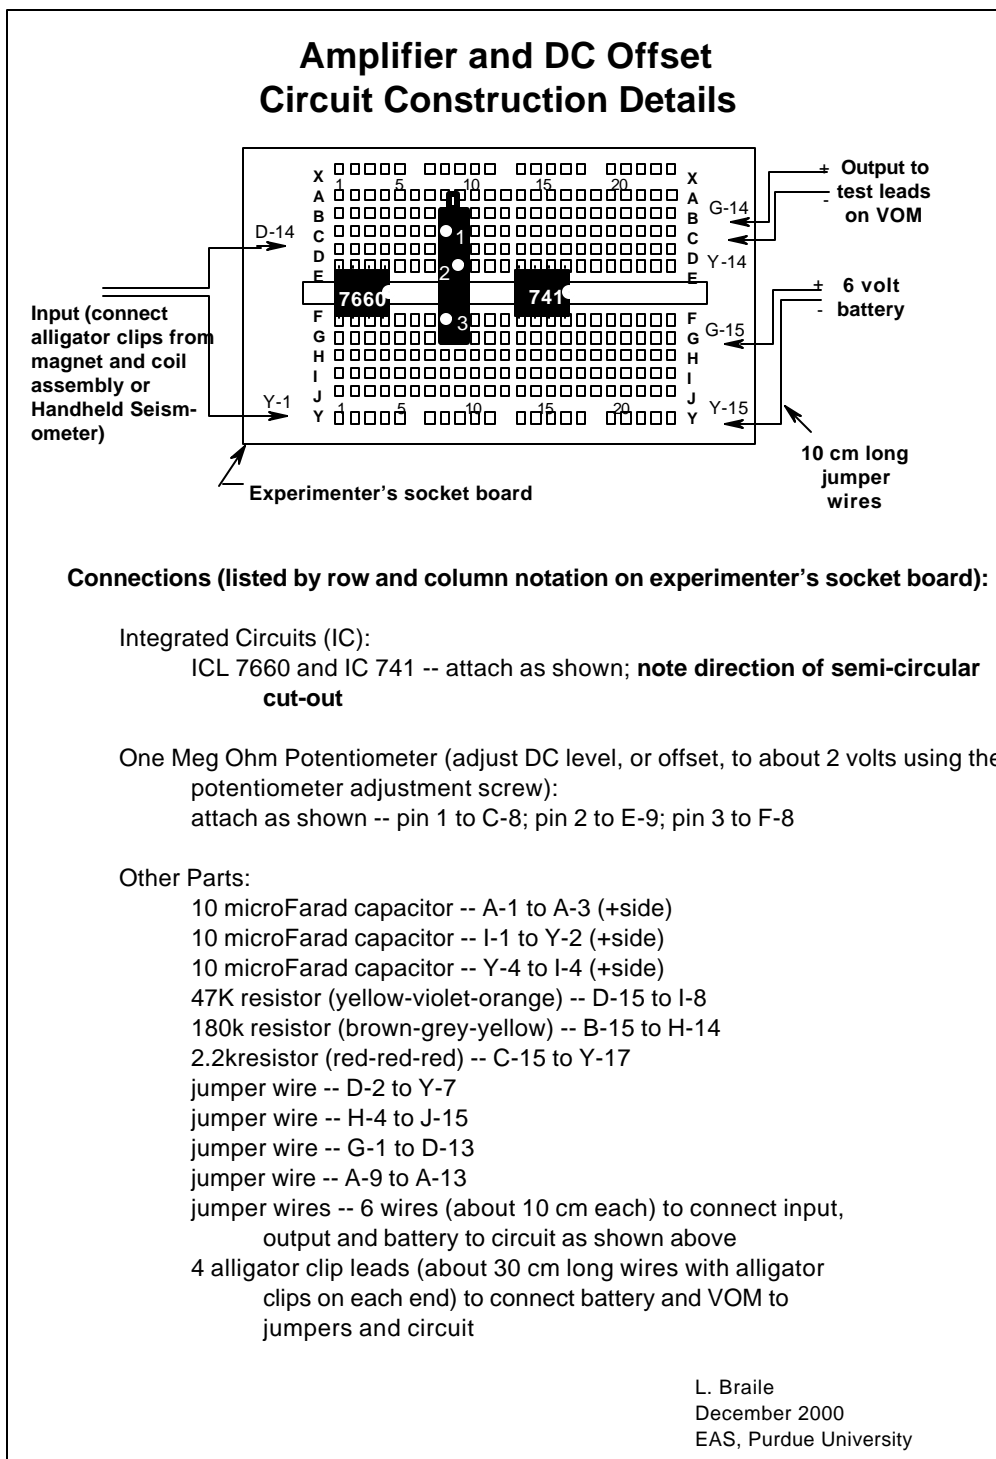 Amplifier and DC Offset
Circuit Construction Details
X 1 5 10 15 20 X
A A
B B
C C
D D
E E
F F
G G
H H
I I
J J
Y 1 5 10 15 20 Y
1
2
3
7660
741
D-14
Y-1
Input (connect
alligator clips from
magnet and coil
assembly or
Handheld Seism-
ometer)
G-14
Y-14
+ Output to
- test leads
on VOM
G-15
Y-15
+ 6 volt
- battery
10 cm long
jumper
wires
Experimenter's socket board
Connections (listed by row and column notation on experimenter's socket board):
Integrated Circuits (IC):
ICL 7660 and IC 741 -- attach as shown; note direction of semi-circular
cut-out
One Meg Ohm Potentiometer (adjust DC level, or offset, to about 2 volts using the
potentiometer adjustment screw):
attach as shown -- pin 1 to C-8; pin 2 to E-9; pin 3 to F-8
Other Parts:
10 microFarad capacitor -- A-1 to A-3 (+side)
10 microFarad capacitor -- I-1 to Y-2 (+side)
10 microFarad capacitor -- Y-4 to I-4 (+side)
47K resistor (yellow-violet-orange) -- D-15 to I-8
180k resistor (brown-grey-yellow) -- B-15 to H-14
2.2kresistor (red-red-red) -- C-15 to Y-17
jumper wire -- D-2 to Y-7
jumper wire -- H-4 to J-15
jumper wire -- G-1 to D-13
jumper wire -- A-9 to A-13
jumper wires -- 6 wires (about 10 cm each) to connect input,
output and battery to circuit as shown above
4 alligator clip leads (about 30 cm long wires with alligator
clips on each end) to connect battery and VOM to
jumpers and circuit
L. Braile
December 2000
EAS, Purdue University